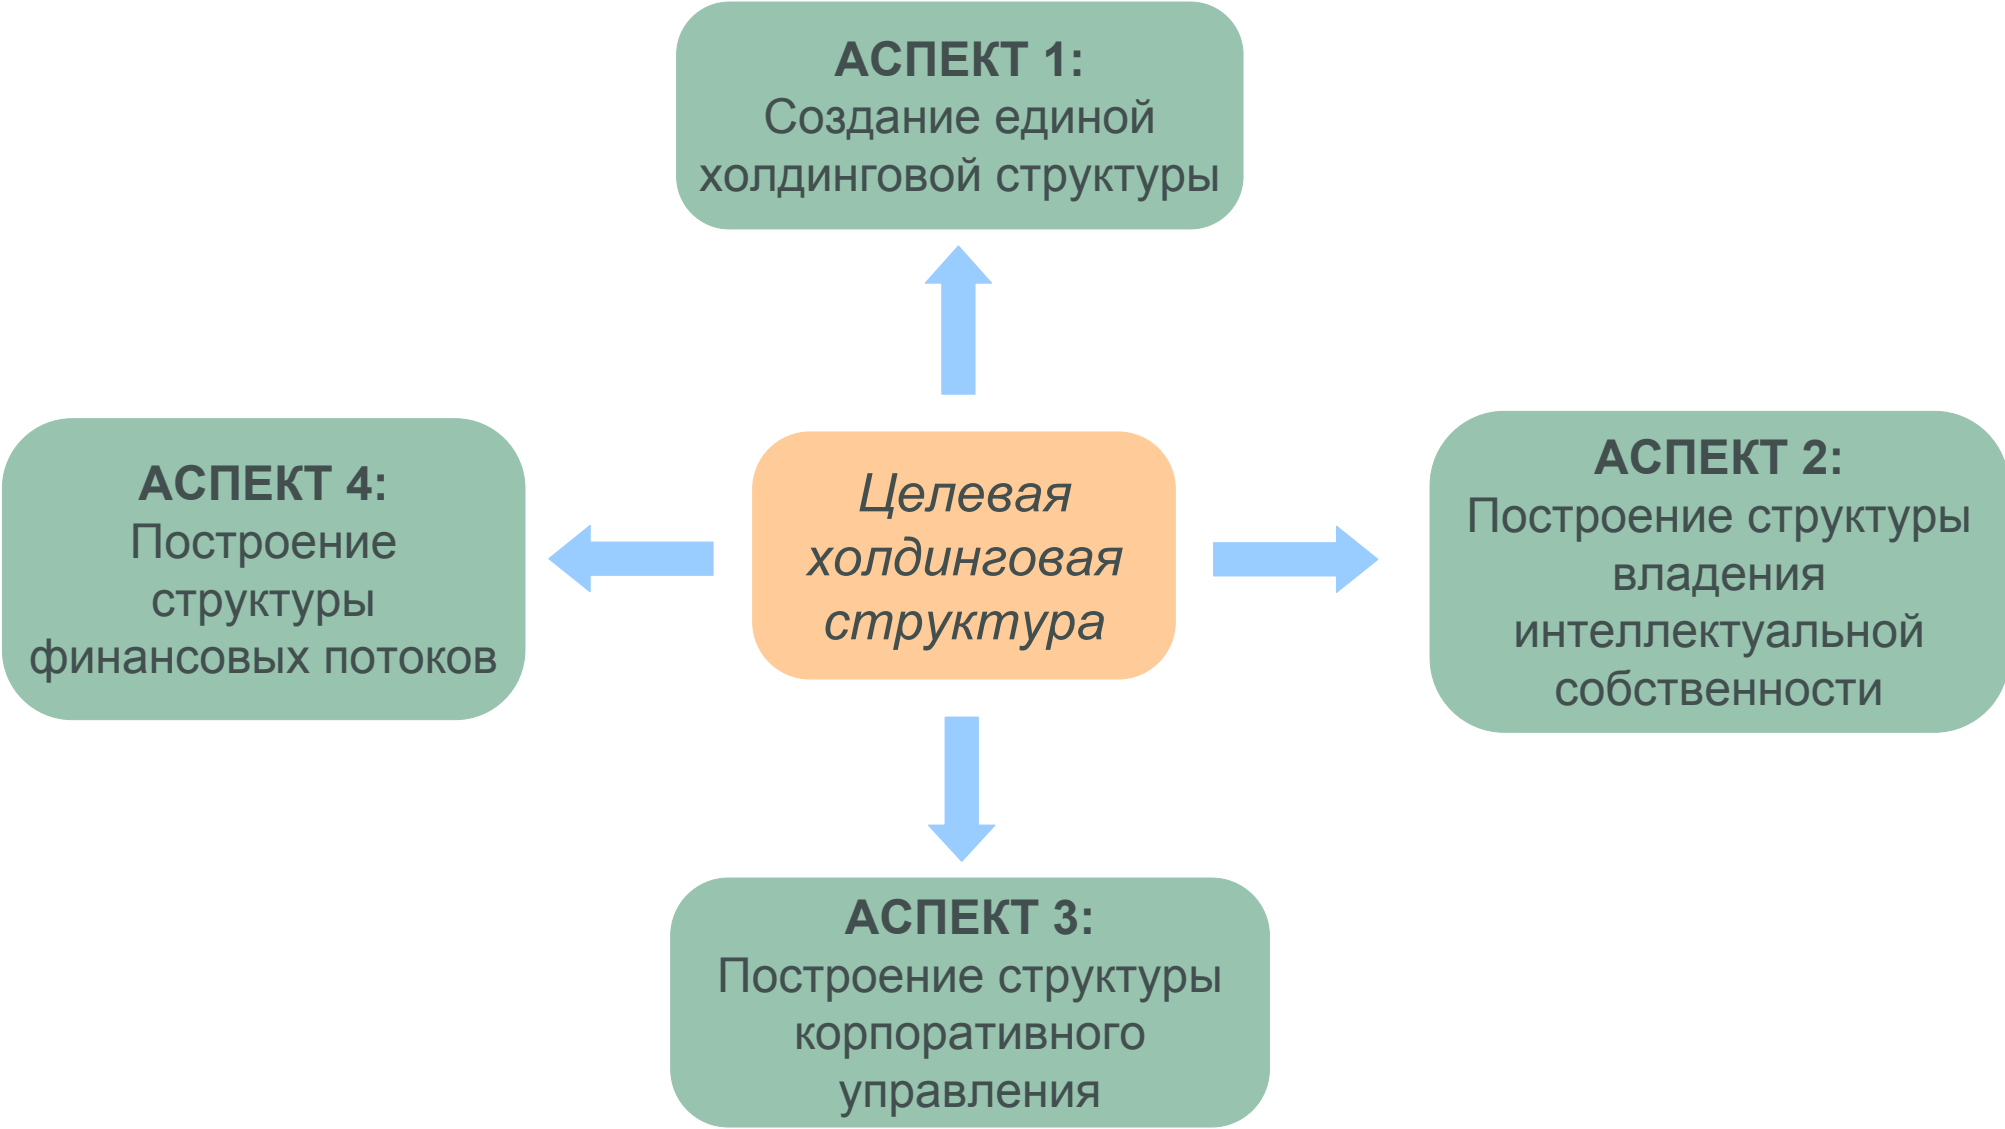 АСПЕКТ 1:
Создание единой
холдинговой структуры
АСПЕКТ 4:
Построение
структуры
финансовых потоков
Целевая
холдинговая
структура
АСПЕКТ 2:
Построение структуры
владения
интеллектуальной
собственности
АСПЕКТ 3:
Построение структуры
корпоративного
управления